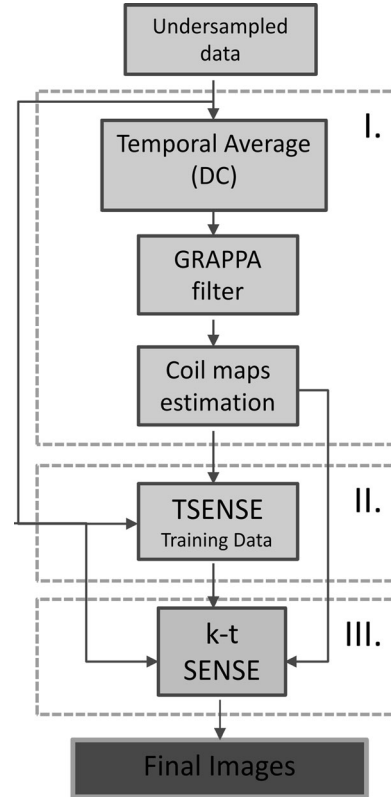 Undersampled
data
I.
Temporal Average
(DC)
GRAPPA
filter
Coil maps
estimation
II.
TSENSE
Training Data
III.
k-t
SENSE
Final Images